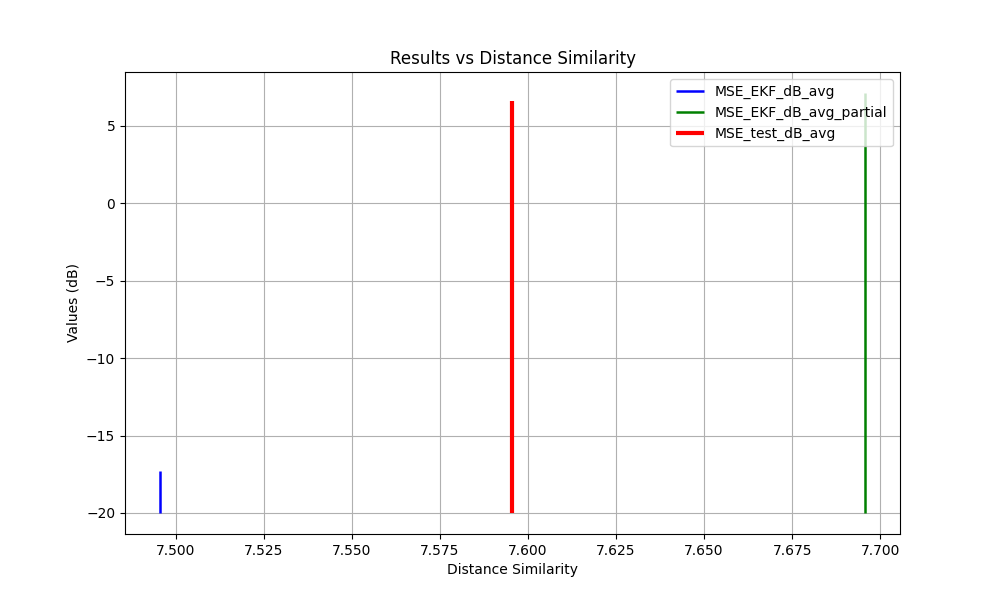 Results vs Distance Similarity
MSE_EKF_dB_avg
MSE_EKF_dB_avg_partial
MSE_test_dB_avg
Values (dB)
5
0
−5
−10
−15
−20
7.500 7.525 7.550 7.575 7.600 7.625 7.650 7.675 7.700
Distance Similarity